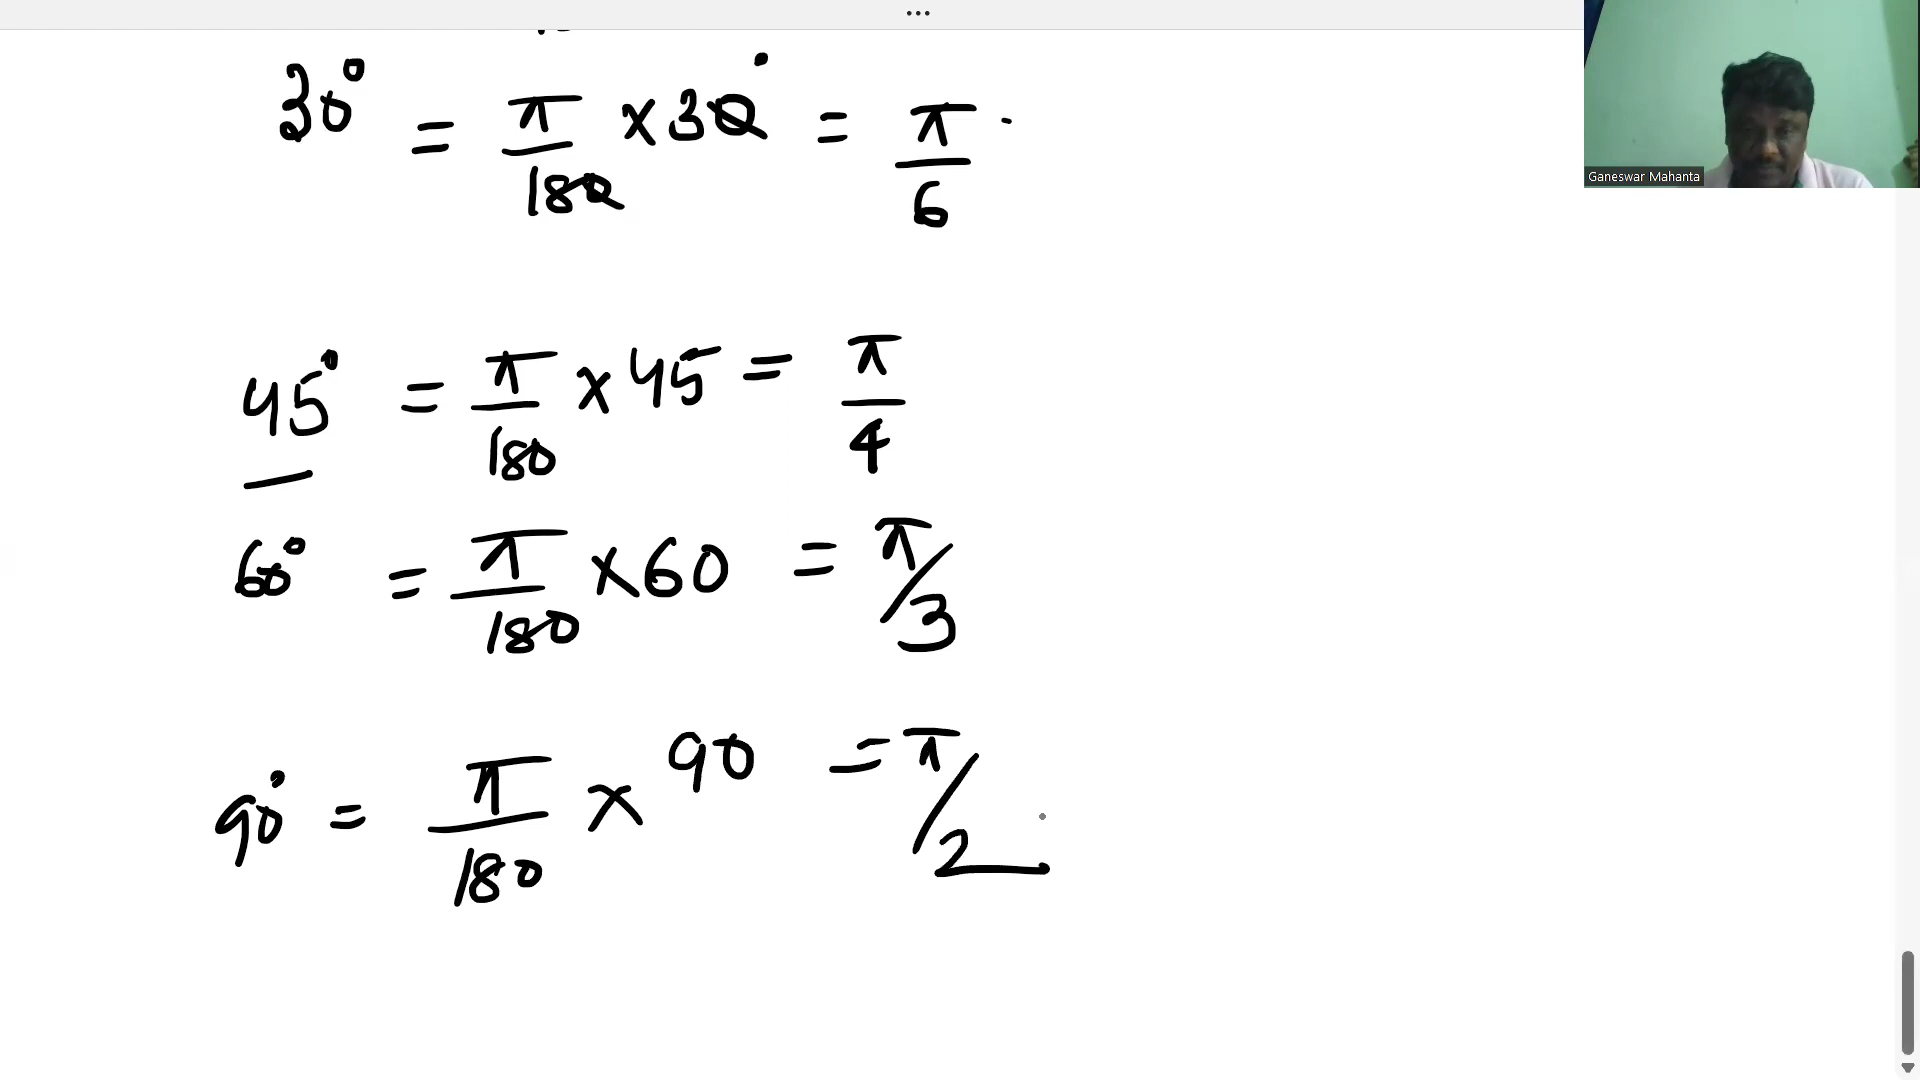 ...
30° = π/180 × 30 = π/6 .
Ganeswar Mahanta
45° = π/180 × 45 = π/4
60° = π/180 × 60 = π/3
90° = π/180 × 90 = π/2